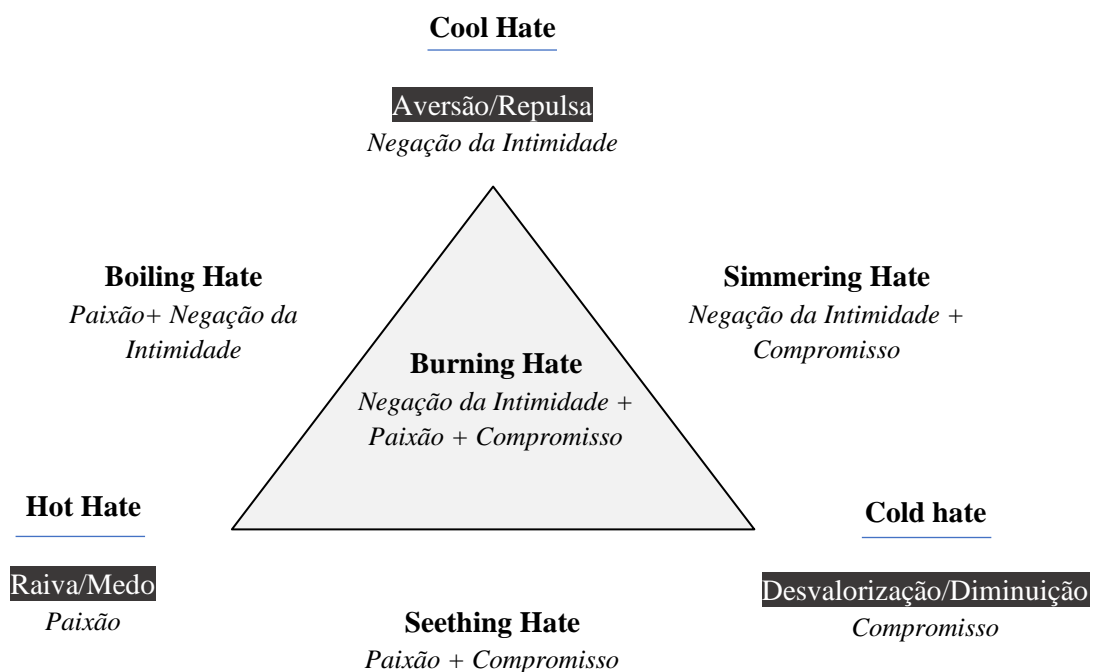 Cool Hate
Aversão/Repulsa
Negação da Intimidade
Boiling Hate
Paixão+ Negação da
Intimidade
Simmering Hate
Negação da Intimidade +
Compromisso
Burning Hate
Negação da Intimidade +
Paixão + Compromisso
Hot Hate
Raiva/Medo
Paixão
Cold hate
Desvalorização/Diminuição
Compromisso
Seething Hate
Paixão + Compromisso